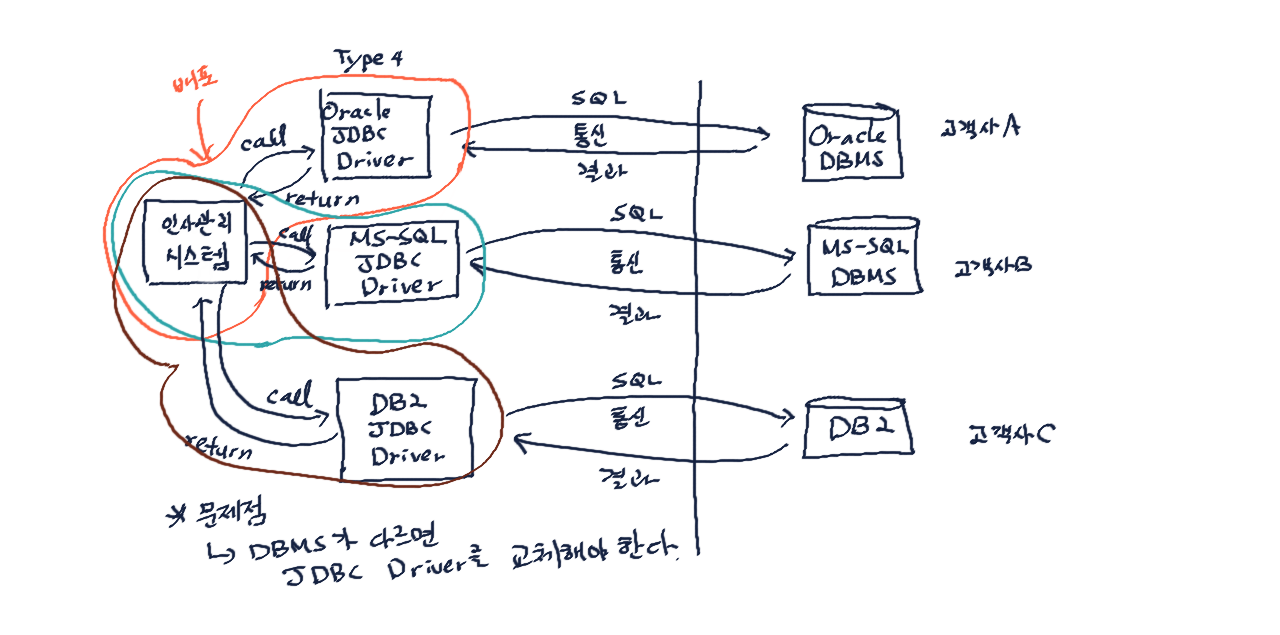 Type 4
배포
Oracle
JDBC
Driver
call
return
SQL
통신
결과
Oracle
DBMS
고객사 A
인사관리
시스템
call
return
MS-SQL
JDBC
Driver
SQL
통신
결과
MS-SQL
DBMS
고객사 B
call
return
DB2
JDBC
Driver
SQL
통신
결과
DB2
고객사 C
* 문제점
↳ DBMS가 다르면
JDBC Driver를 교체해야 한다.